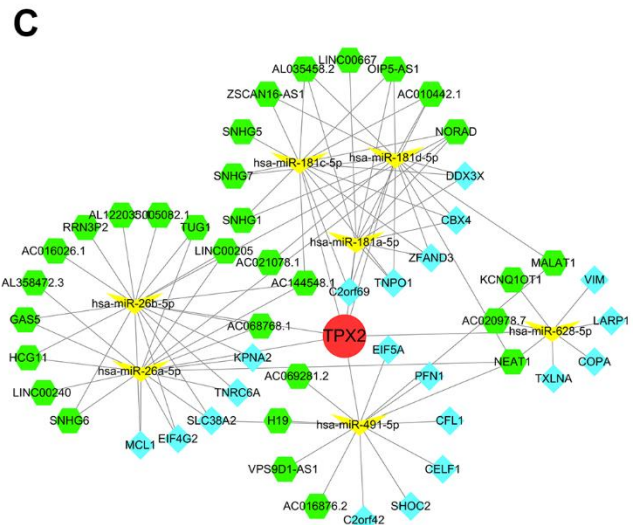 C
LINC00667
AL035458.2
OIP5-AS1
ZSCAN16-AS1
AC010442.1
SNHG5
NORAD
hsa-miR-181c-5p
hsa-miR-181d-5p
SNHG7
DDX3X
AL122035.1
RRN3P2
TUG1
SNHG1
CBX4
AC016026.1
LINC00205
hsa-miR-181a-5p
ZFAND3
AC021078.1
TNPO1
MALAT1
AL358472.3
AC144548.1
C2orf69
KCNQ1OT1
VIM
hsa-miR-26b-5p
GAS5
AC068768.1
TPX2
AC020978.7
LARP1
hsa-miR-628-5p
HCG11
KPNA2
EIF5A
NEAT1
COPA
hsa-miR-26a-5p
AC069281.2
PFN1
TXLNA
LINC00240
TNRC6A
SNHG6
SLC38A2
H19
hsa-miR-491-5p
CFL1
EIF4G2
MCL1
VPS9D1-AS1
CELF1
AC016876.2
SHOC2
C2orf42